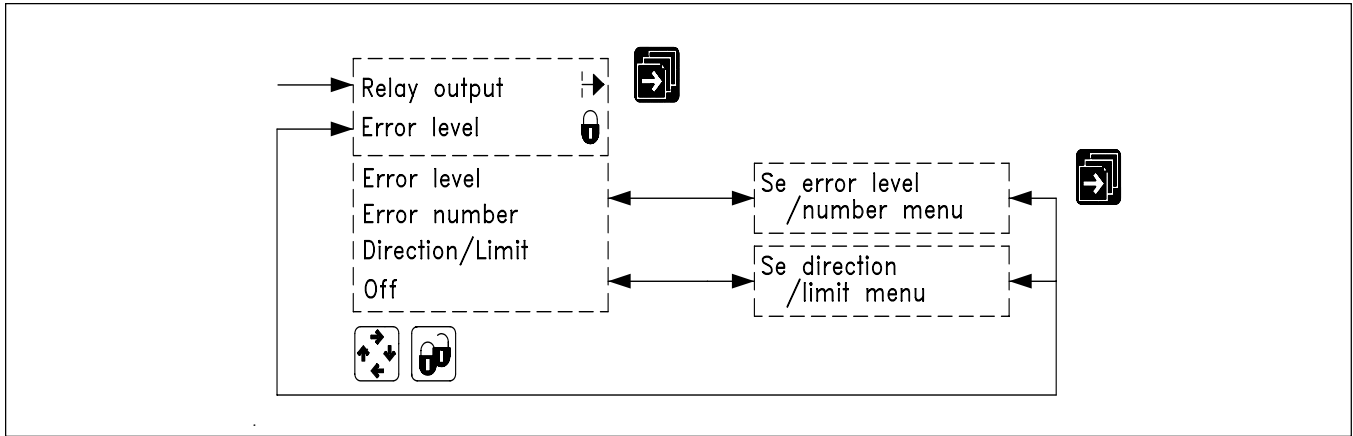 Relay output
Error level
Error level
Error number
Direction/Limit
Off
Se error level
/number menu
Se direction
/limit menu